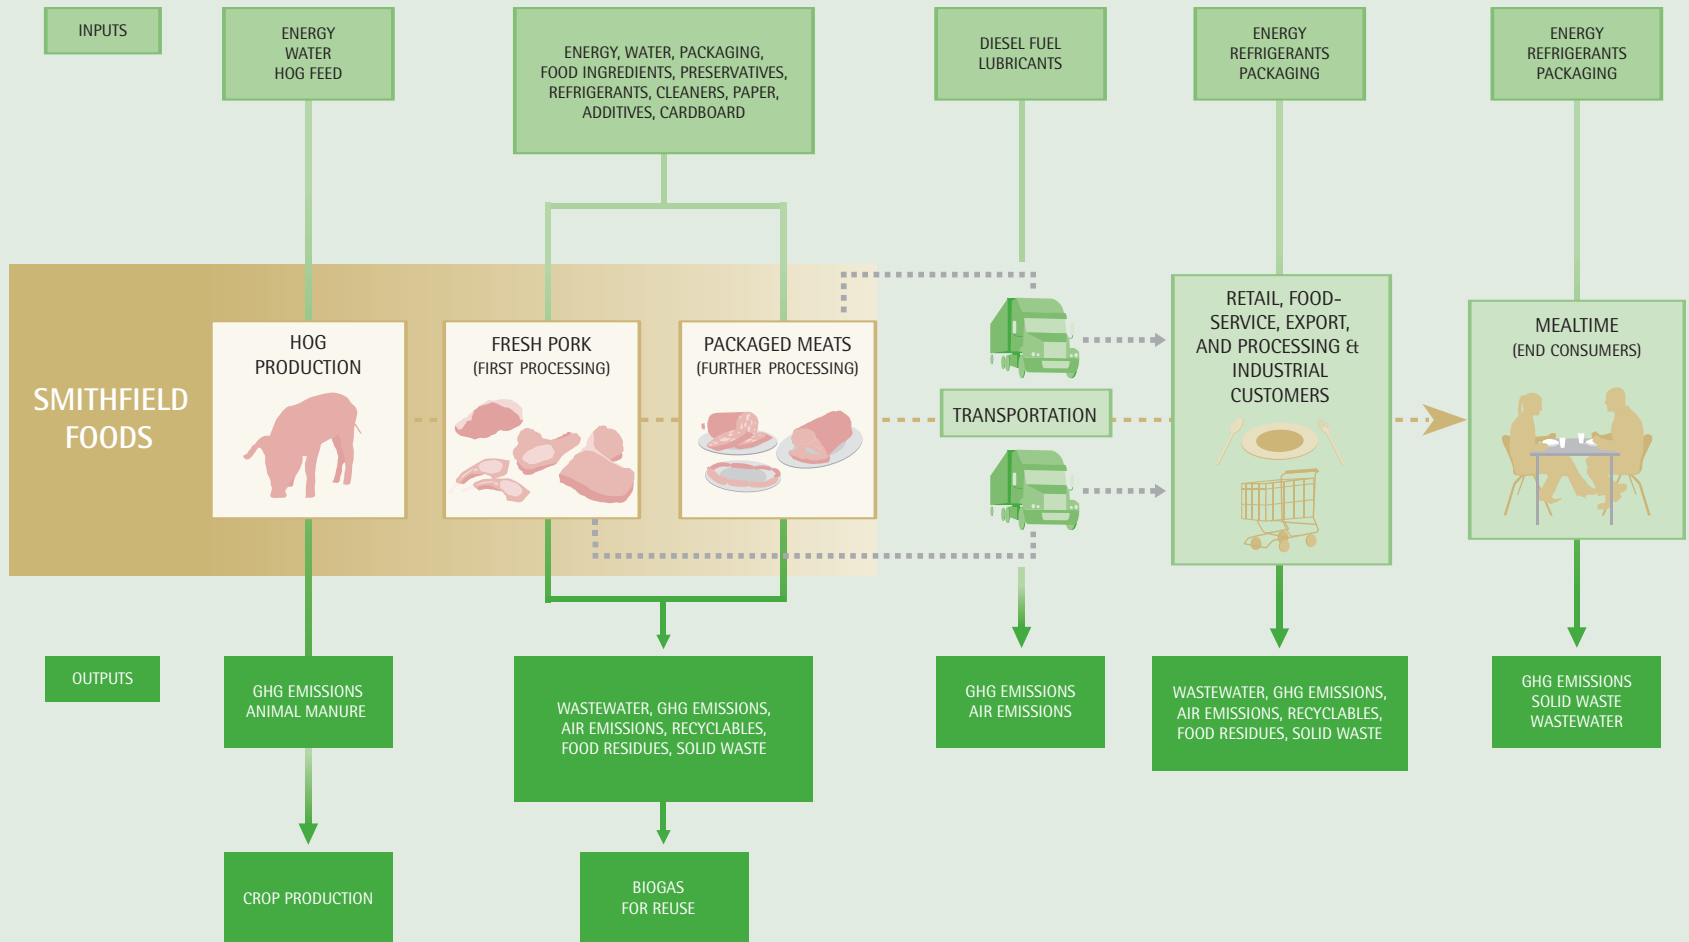 INPUTS
ENERGY
WATER
HOG FEED
ENERGY, WATER, PACKAGING,
FOOD INGREDIENTS, PRESERVATIVES,
REFRIGERANTS, CLEANERS, PAPER,
ADDITIVES, CARDBOARD
DIESEL FUEL
LUBRICANTS
ENERGY
REFRIGERANTS
PACKAGING
ENERGY
REFRIGERANTS
PACKAGING
SMITHFIELD
FOODS
HOG
PRODUCTION
FRESH PORK
(FIRST PROCESSING)
PACKAGED MEATS
(FURTHER PROCESSING)
TRANSPORTATION
RETAIL, FOOD-
SERVICE, EXPORT,
AND PROCESSING &
INDUSTRIAL
CUSTOMERS
MEALTIME
(END CONSUMERS)
OUTPUTS
GHG EMISSIONS
ANIMAL MANURE
WASTEWATER, GHG EMISSIONS,
AIR EMISSIONS, RECYCLABLES,
FOOD RESIDUES, SOLID WASTE
GHG EMISSIONS
AIR EMISSIONS
WASTEWATER, GHG EMISSIONS,
AIR EMISSIONS, RECYCLABLES,
FOOD RESIDUES, SOLID WASTE
GHG EMISSIONS
SOLID WASTE
WASTEWATER
CROP PRODUCTION
BIOGAS
FOR REUSE